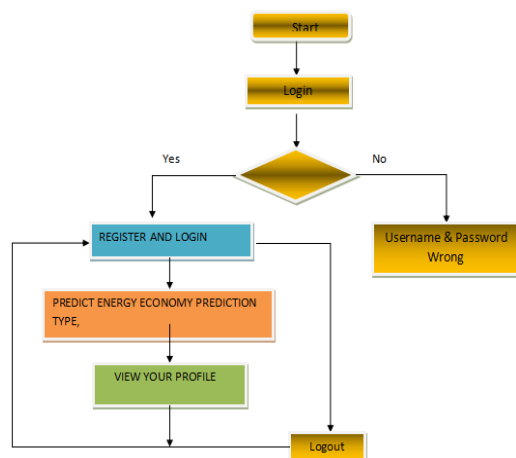 Start
Login
Yes
No
REGISTER AND LOGIN
Username & Password
Wrong
PREDICT ENERGY ECONOMY PREDICTION
TYPE,
VIEW YOUR PROFILE
Logout